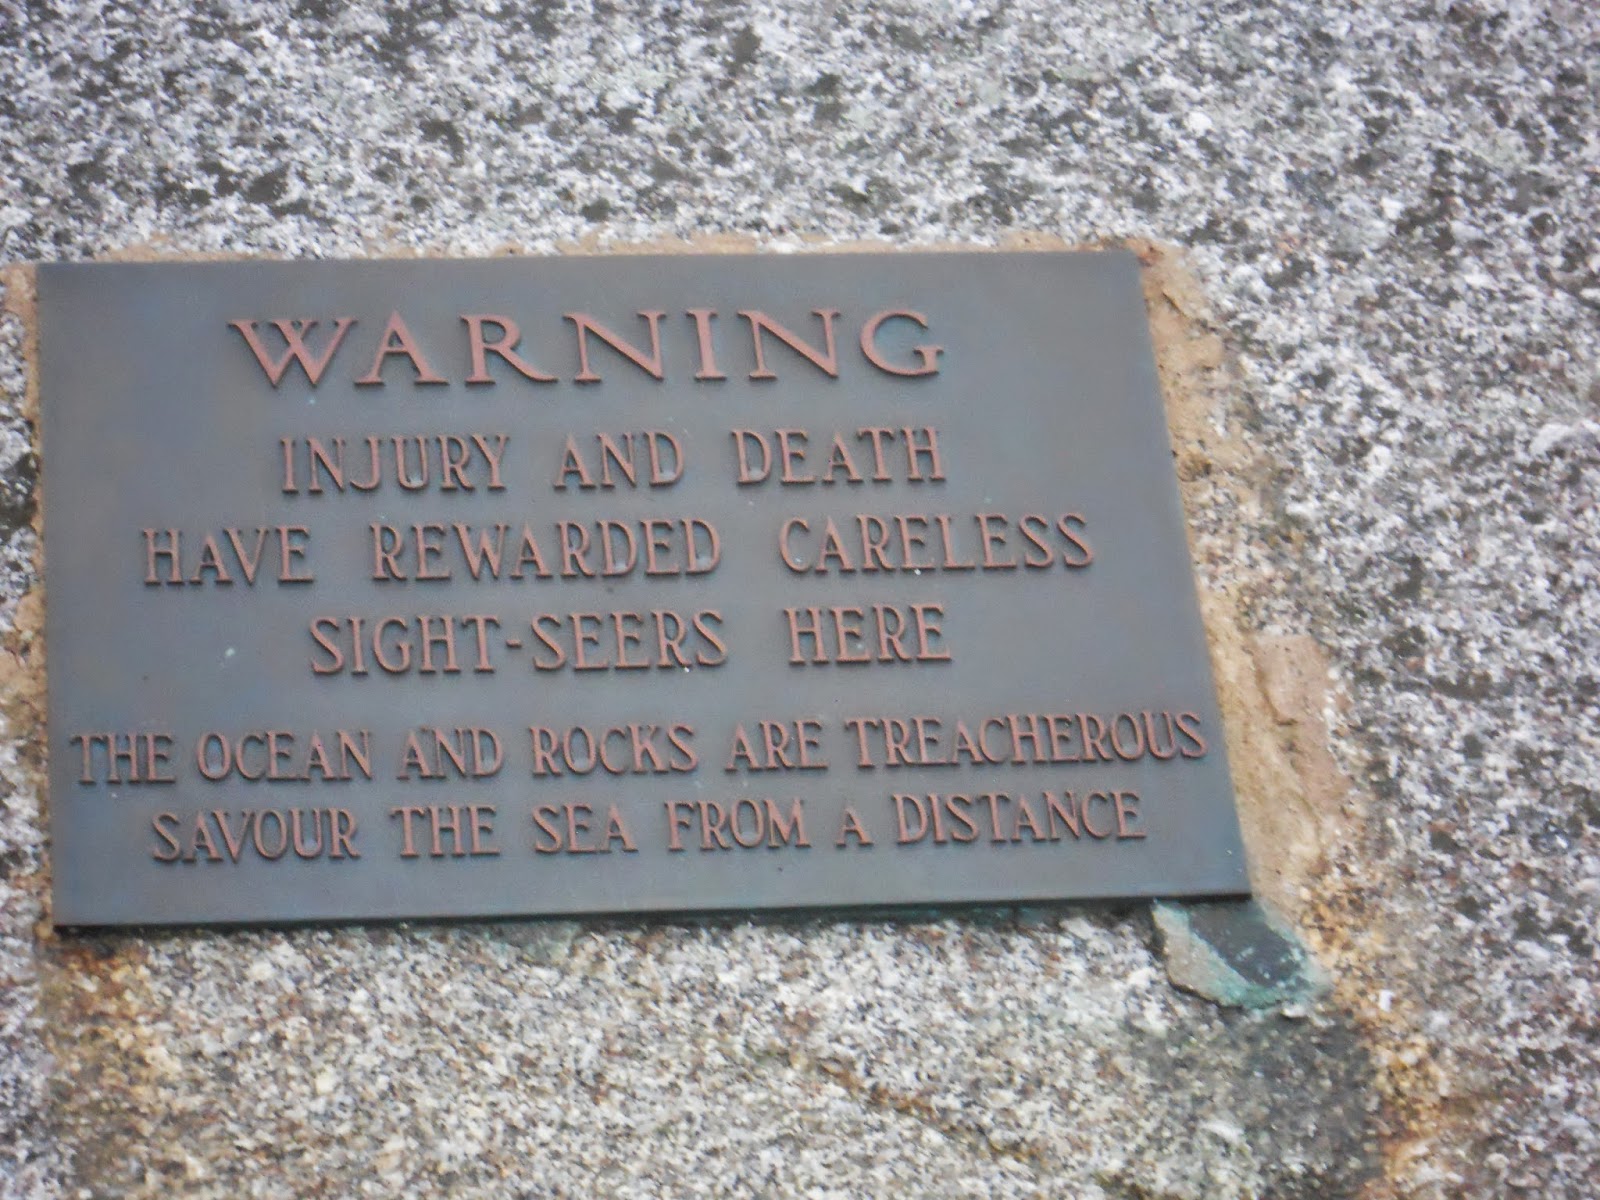 WARNING
INJURY AND DEATH
HAVE REWARDED CARELESS
SIGHT-SEERS HERE
THE OCEAN AND ROCKS ARE TREACHEROUS
SAVOUR THE SEA FROM A DISTANCE